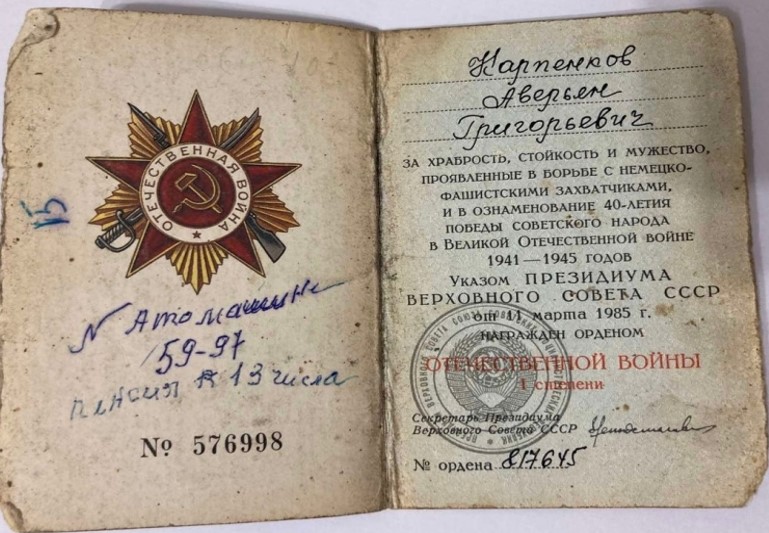 ОТЕЧЕСТВЕННАЯ ВОЙНА
15
N Атомашине
59-97
пенсия 13 числа
№ 576998
Карпенков
Аверьян
Григорьевич
ЗА ХРАБРОСТЬ, СТОЙКОСТЬ И МУЖЕСТВО,
ПРОЯВЛЕННЫЕ В БОРЬБЕ С НЕМЕЦКО-
ФАШИСТСКИМИ ЗАХВАТЧИКАМИ,
И В ОЗНАМЕНОВАНИЕ 40-ЛЕТИЯ
ПОБЕДЫ СОВЕТСКОГО НАРОДА
В ВЕЛИКОЙ ОТЕЧЕСТВЕННОЙ ВОЙНЕ
1941—1945 ГОДОВ
УКАЗОМ ПРЕЗИДИУМА
ВЕРХОВНОГО СОВЕТА СССР
от 11 марта 1985 г.
НАГРАЖДЕН ОРДЕНОМ
ОТЕЧЕСТВЕННОЙ ВОЙНЫ
I степени
Секретарь Президиума
Верховного Совета СССР
№ ордена 817645